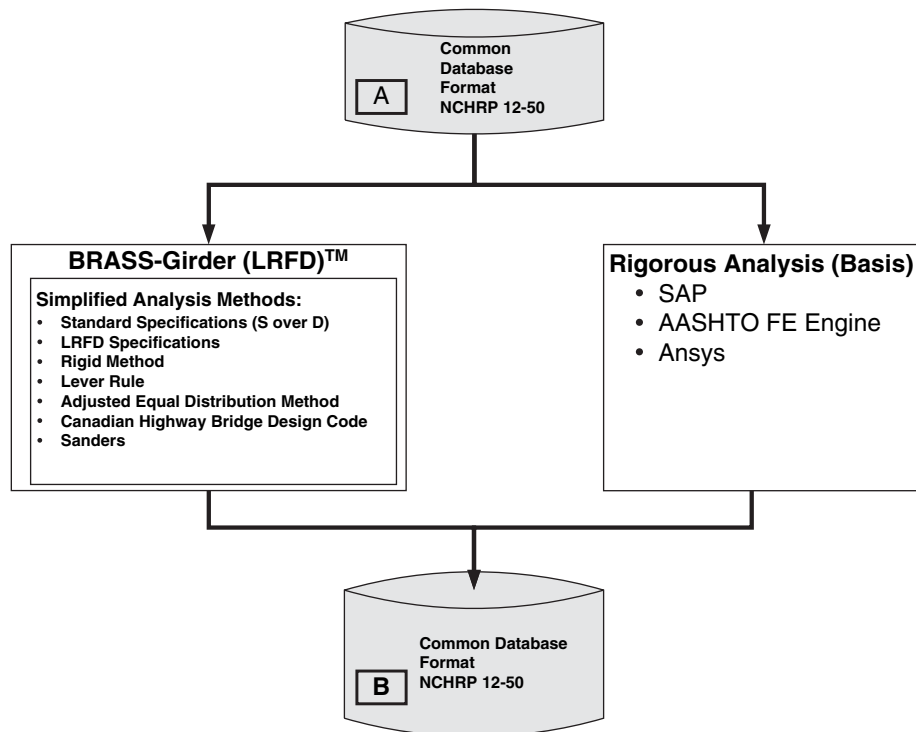 Common
Database
Format
NCHRP 12-50
A
BRASS-Girder (LRFD)TM
Simplified Analysis Methods:
• Standard Specifications (S over D)
• LRFD Specifications
• Rigid Method
• Lever Rule
• Adjusted Equal Distribution Method
• Canadian Highway Bridge Design Code
• Sanders
Rigorous Analysis (Basis)
• SAP
• AASHTO FE Engine
• Ansys
Common Database
Format
NCHRP 12-50
B